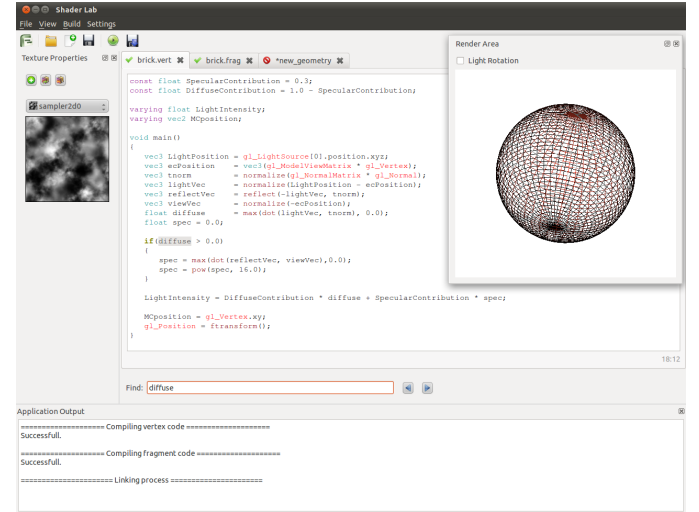 Shader Lab
File View Build Settings
Texture Properties
sampler2d0
brick.vert
brick.frag
*new_geometry
const float SpecularContribution = 0.3;
const float DiffuseContribution = 1.0 - SpecularContribution;
varying float LightIntensity;
varying vec2 MCposition;
void main()
{
vec3 LightPosition = gl_LightSource[0].position.xyz;
vec3 ecPosition = vec3(gl_ModelViewMatrix * gl_Vertex);
vec3 tnorm = normalize(gl_NormalMatrix * gl_Normal);
vec3 lightVec = normalize(LightPosition - ecPosition);
vec3 reflectVec = reflect(-lightVec, tnorm);
vec3 viewVec = normalize(-ecPosition);
float diffuse = max(dot(lightVec, tnorm), 0.0);
float spec = 0.0;
if(diffuse > 0.0)
{
spec = max(dot(reflectVec, viewVec),0.0);
spec = pow(spec, 16.0);
}
LightIntensity = DiffuseContribution * diffuse + SpecularContribution * spec;
MCposition = gl_Vertex.xy;
gl_Position = ftransform();
}
18:12
Render Area
Light Rotation
Find: diffuse
Application Output
==================== Compiling vertex code ====================
Successfull.
==================== Compiling fragment code ====================
Successfull.
====================== Linking process ======================